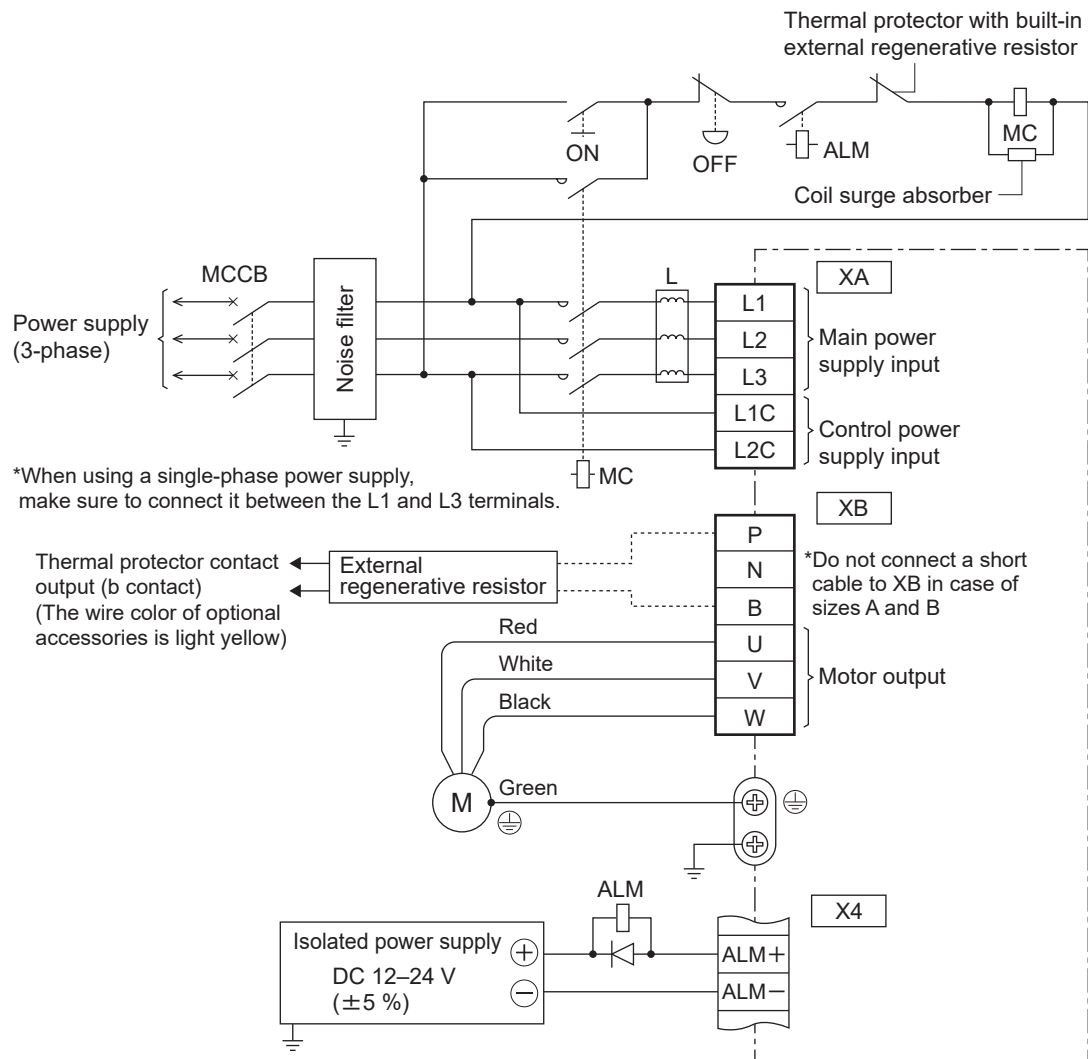 Thermal protector with built-in
external regenerative resistor
ON
OFF
ALM
MC
Coil surge absorber
MCCB
Noise filter
L
XA
Power supply
(3-phase)
L1
L2
L3
L1C
L2C
Main power
supply input
Control power
supply input
MC
*When using a single-phase power supply,
make sure to connect it between the L1 and L3 terminals.
XB
P
N
B
U
V
W
*Do not connect a short
cable to XB in case of
sizes A and B
Thermal protector contact
output (b contact)
(The wire color of optional
accessories is light yellow)
External
regenerative resistor
Red
White
Black
Motor output
M
Green
ALM
X4
Isolated power supply
DC 12–24 V
(±5 %)
+
−
ALM+
ALM−